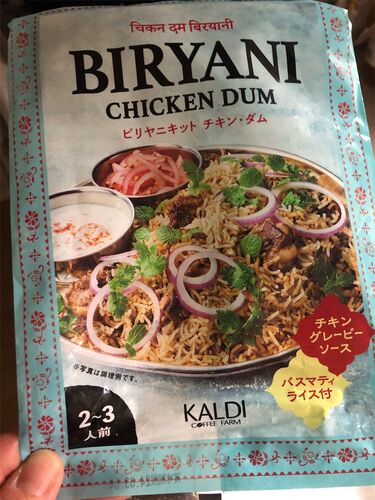 चिकन दम बिरयानी
BIRYANI
CHICKEN DUM
ビリヤニキット チキン・ダム
チキン
グレービー
ソース
バスマティ
ライス付
※写真は調理例です。
2~3
人前
KALDI
COFFEE FARM